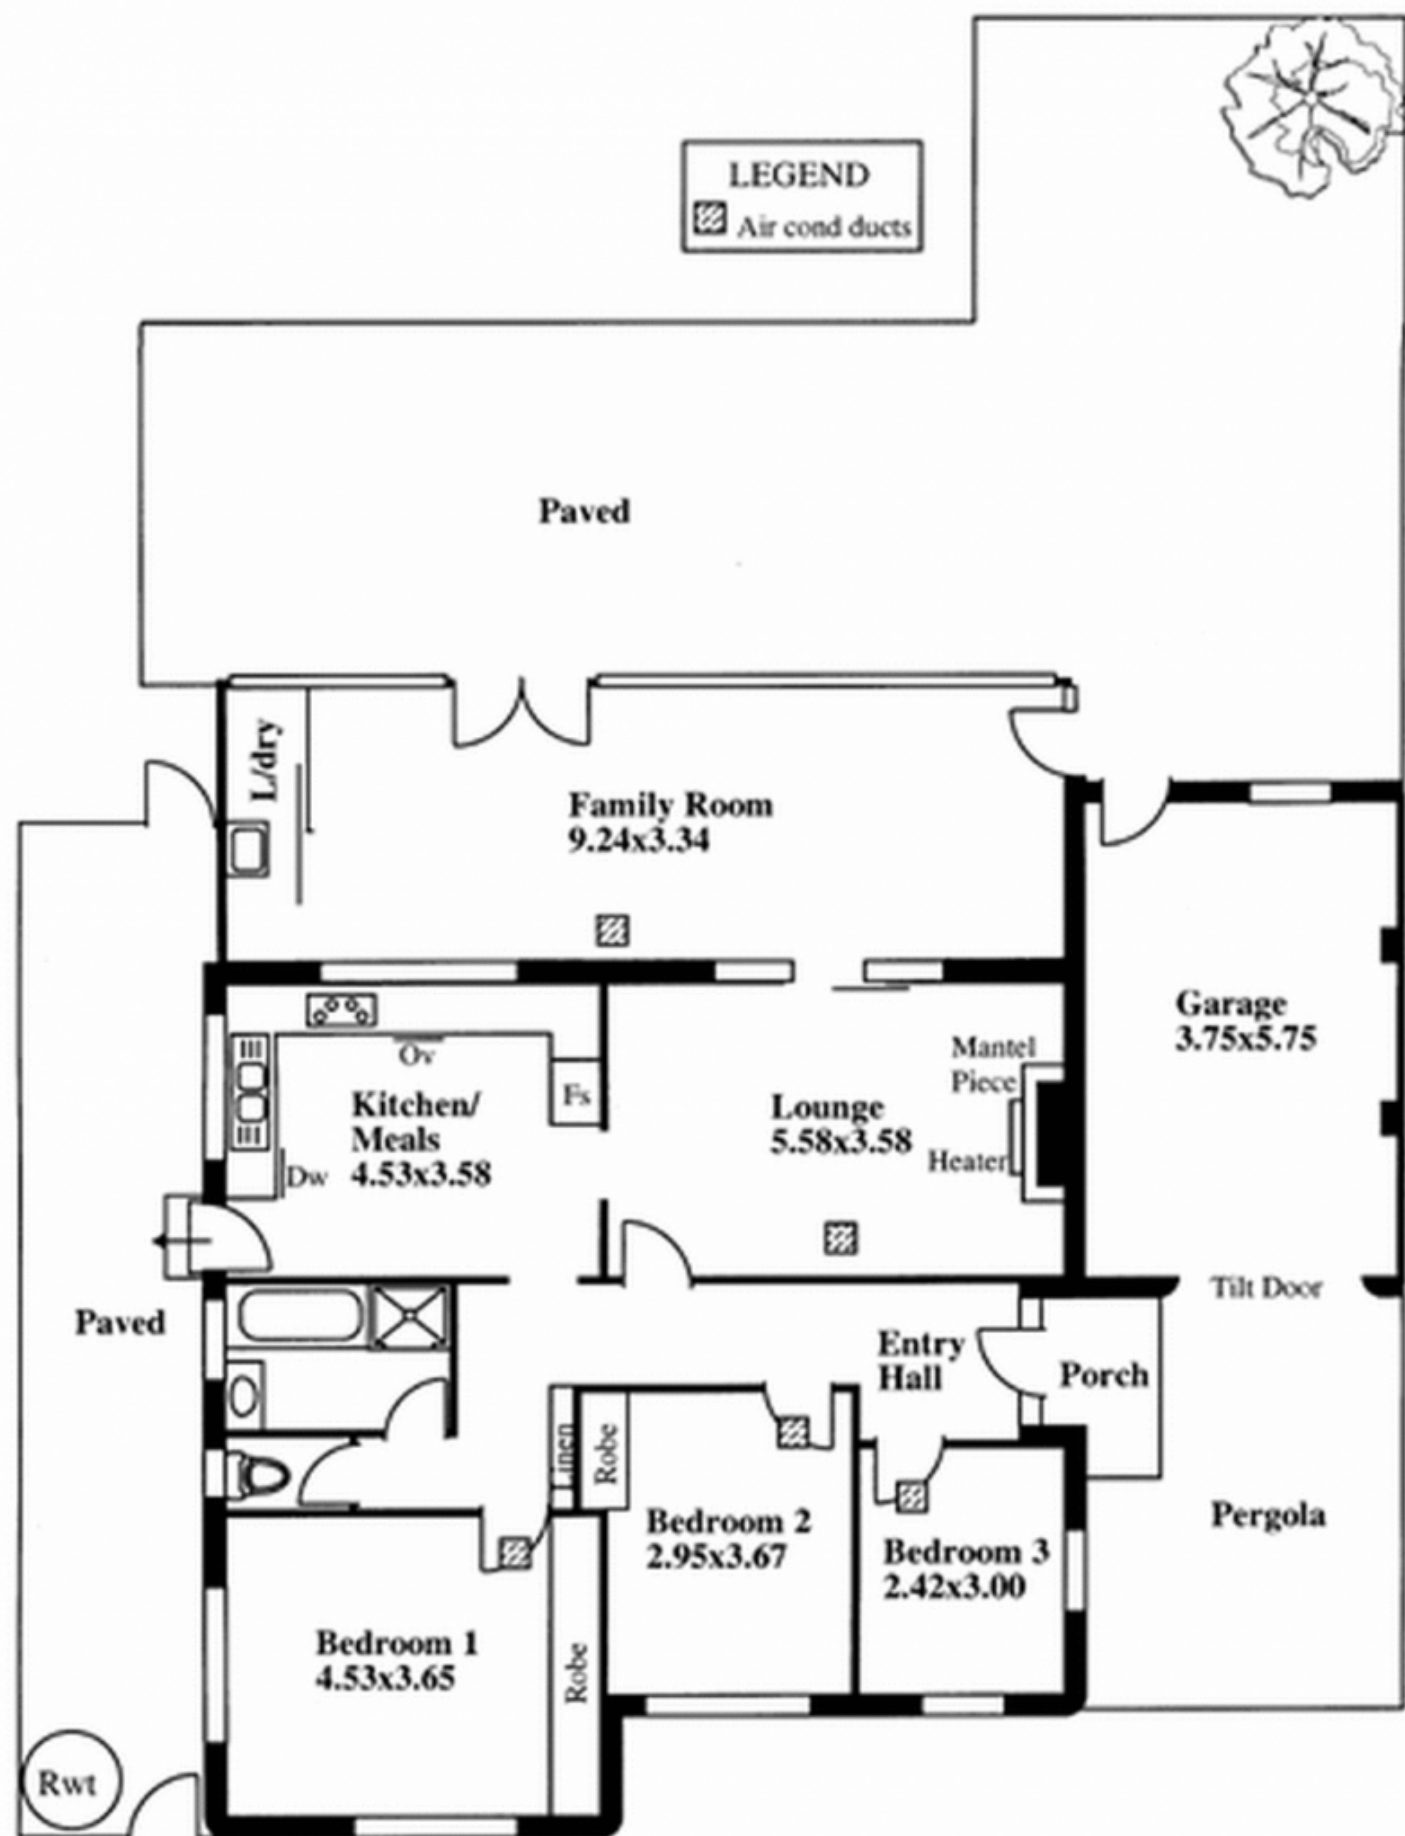 LEGEND
Air cond ducts
Paved
L/dry
Family Room
9.24x3.34
Garage
3.75x5.75
Mantel
Piece
Ov
Fs
Kitchen/
Meals
4.53x3.58
Lounge
5.58x3.58
Heater
Dw
Tilt Door
Paved
Entry
Hall
Porch
Linen
Robe
Bedroom 2
2.95x3.67
Pergola
Bedroom 3
2.42x3.00
Bedroom 1
4.53x3.65
Robe
Rwt